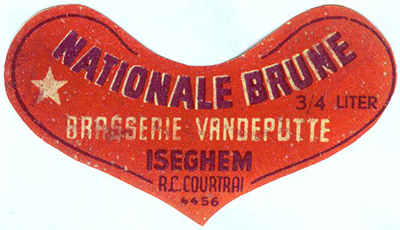 NATIONALE BRUNE
3/4 LITER
BRASSERIE VANDEPUTTE
ISEGHEM
R.C. COURTRAI
4456